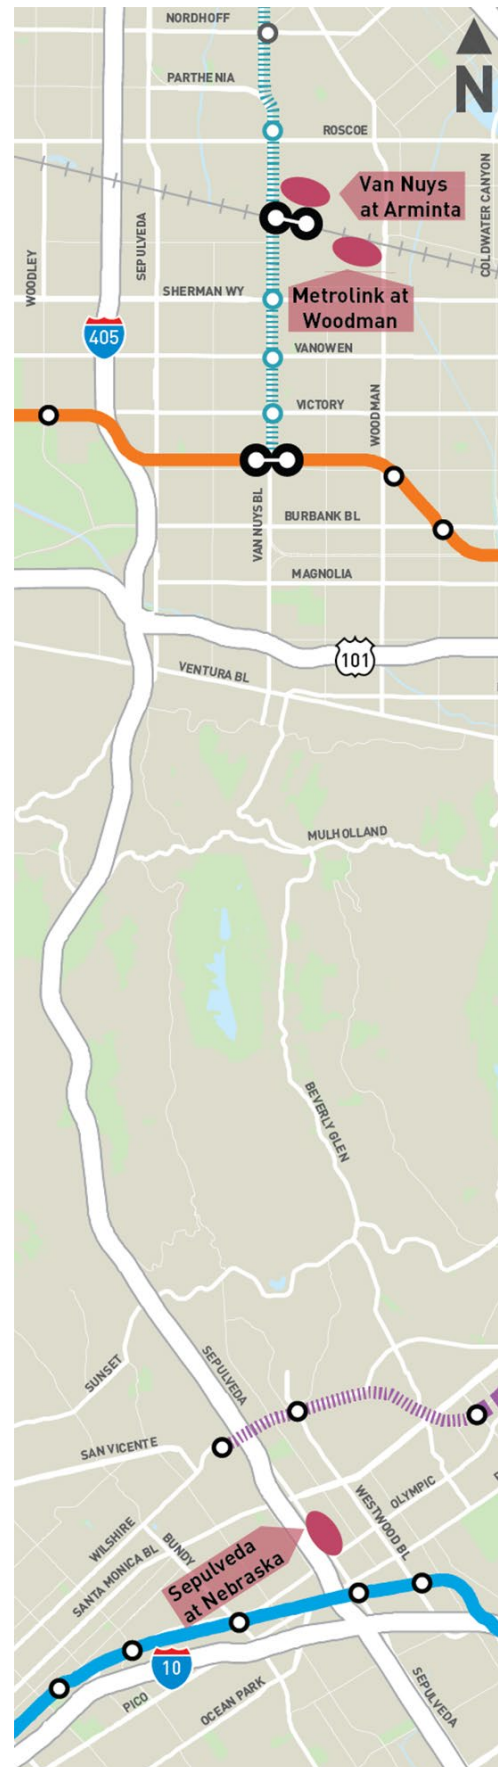 NORDHOFF
N
PARTHENIA
ROSCOE
COLDWATER CANYON
Van Nuys
at Arminta
SEPULVEDA
WOODLEY
SHERMAN WY
Metrolink at
Woodman
405
VANOWEN
VICTORY
WOODMAN
VAN NUYS BL
BURBANK BL
MAGNOLIA
101
VENTURA BL
MULHOLLAND
BEVERLY GLEN
SUNSET
SEPULVEDA
SAN VICENTE
WESTWOOD BL
OLYMPIC
WILSHIRE
BUNDY
SANTA MONICA BL
Sepulveda
at Nebraska
10
PICO
OCEAN PARK
SEPULVEDA